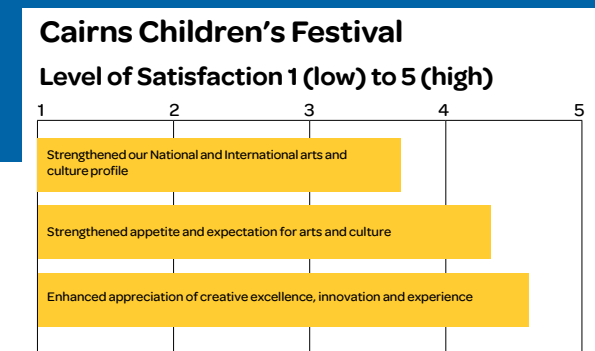 Cairns Children’s Festival
Level of Satisfaction 1 (low) to 5 (high)
1 2 3 4 5
Strengthened our National and International arts and
culture profile
Strengthened appetite and expectation for arts and culture
Enhanced appreciation of creative excellence, innovation and experience